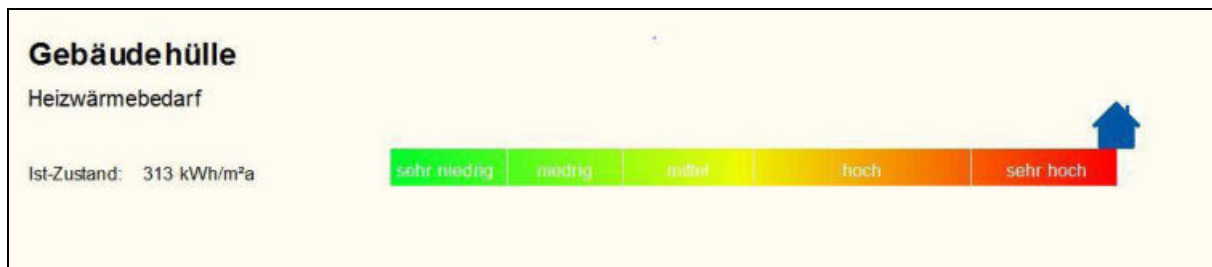 Gebäudehülle
Heizwärmebedarf
Ist-Zustand: 313 kWh/m²a
sehr niedrig niedrig mittel hoch sehr hoch